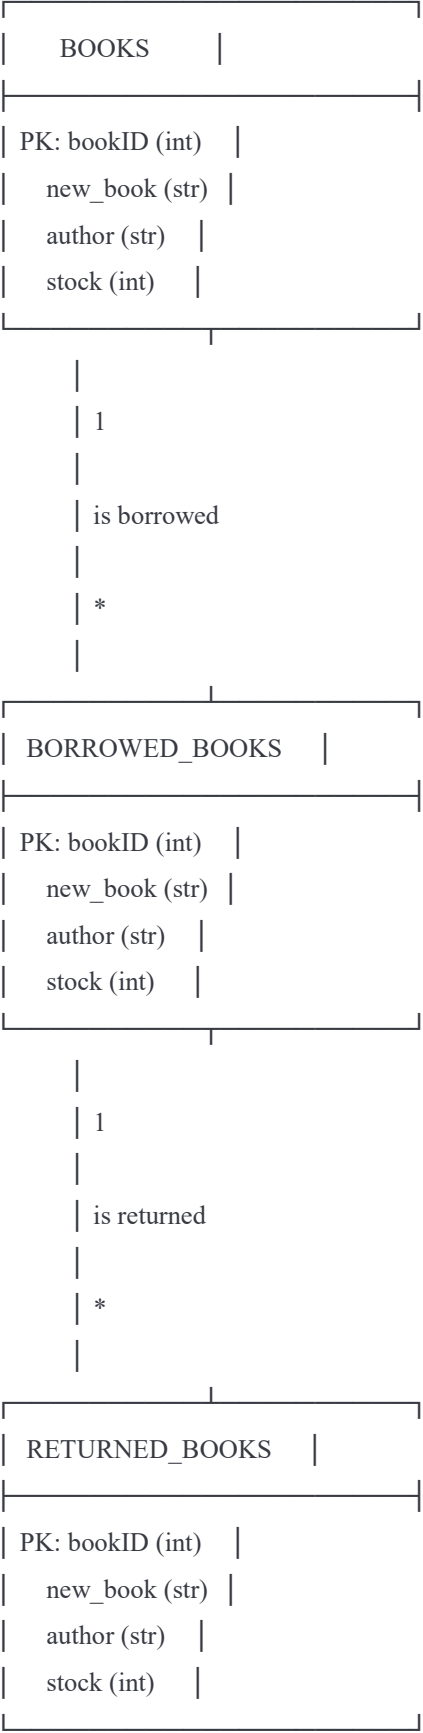 BOOKS
PK: bookID (int)
new_book (str)
author (str)
stock (int)
1
is borrowed
*
BORROWED_BOOKS
PK: bookID (int)
new_book (str)
author (str)
stock (int)
1
is returned
*
RETURNED_BOOKS
PK: bookID (int)
new_book (str)
author (str)
stock (int)